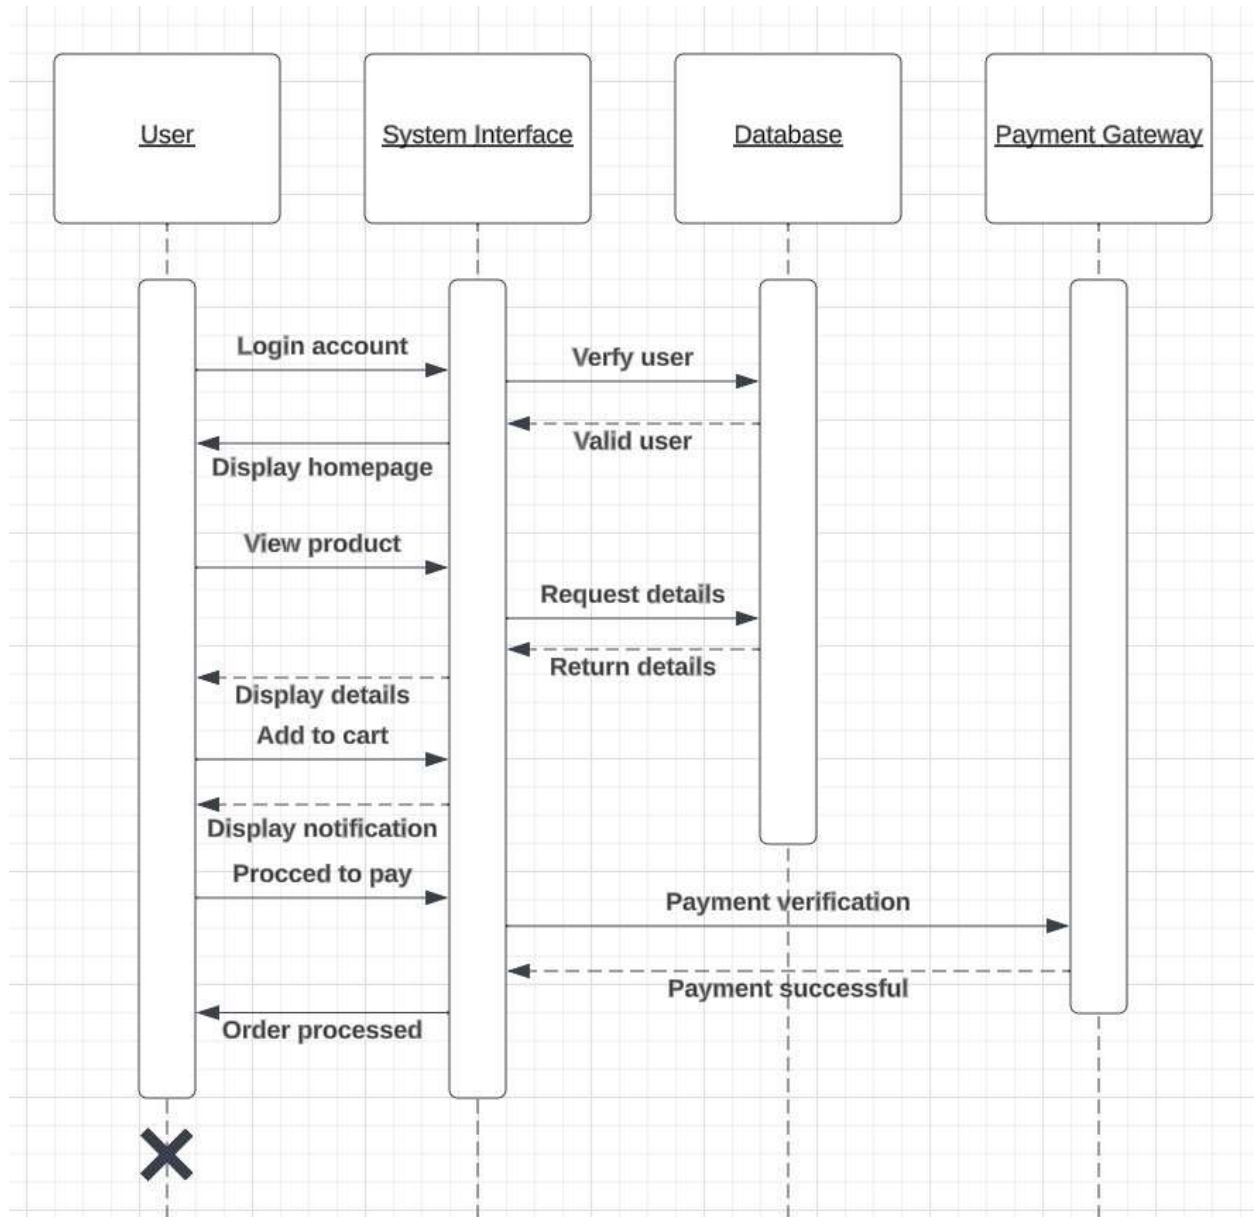 User
System Interface
Database
Payment Gateway
Login account
Verfy user
Valid user
Display homepage
View product
Request details
Return details
Display details
Add to cart
Display notification
Procced to pay
Payment verification
Payment successful
Order processed